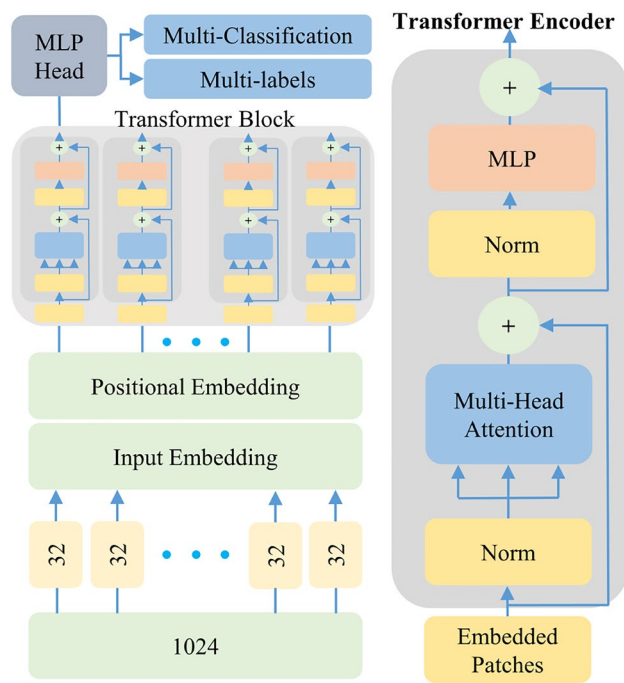 MLP
Head
Multi-Classification
Multi-labels
Transformer Block
+
+
+
+
+
+
+
+
Positional Embedding
Input Embedding
32
32
32
32
1024
Transformer Encoder
+
MLP
Norm
+
Multi-Head
Attention
Norm
Embedded
Patches